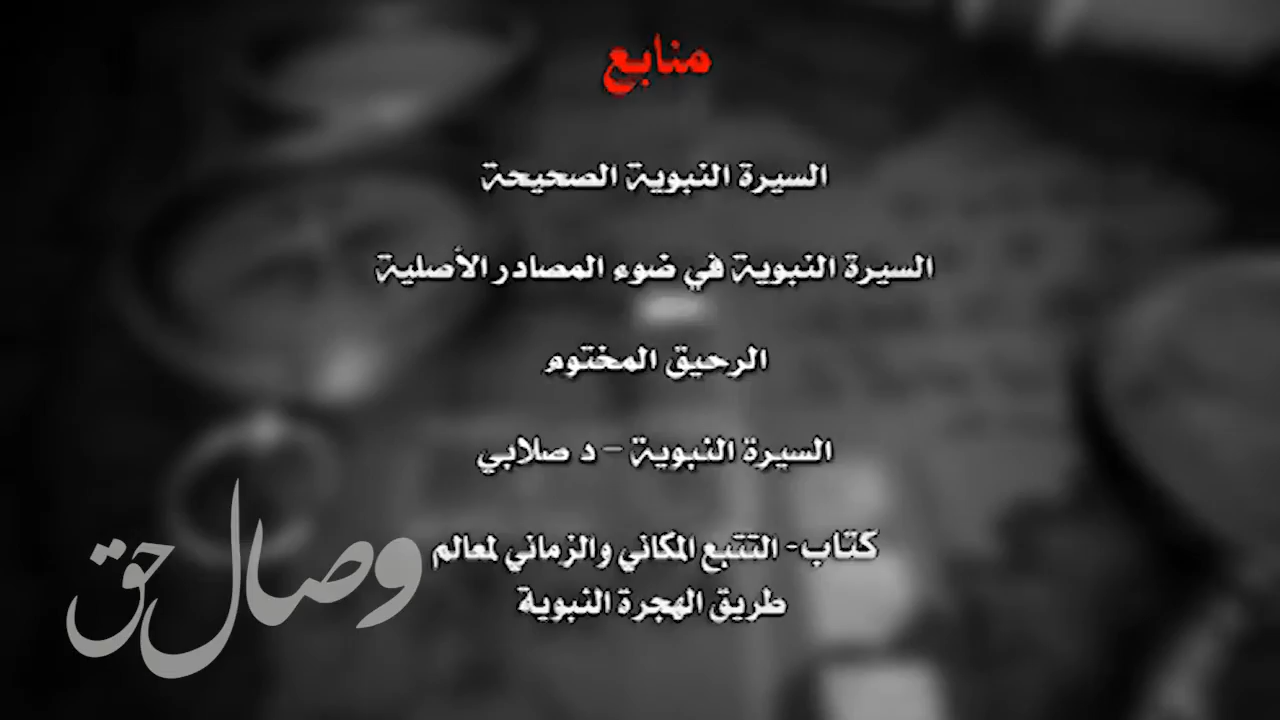 منابع
السيرة النبوية الصحيحة
السيرة النبوية في ضوء المصادر الأصلية
الرحيق المختوم
السيرة النبوية – د صلابي
كتاب- التتبع المكاني والزماني لمعالم
طريق الهجرة النبوية
وصال حق